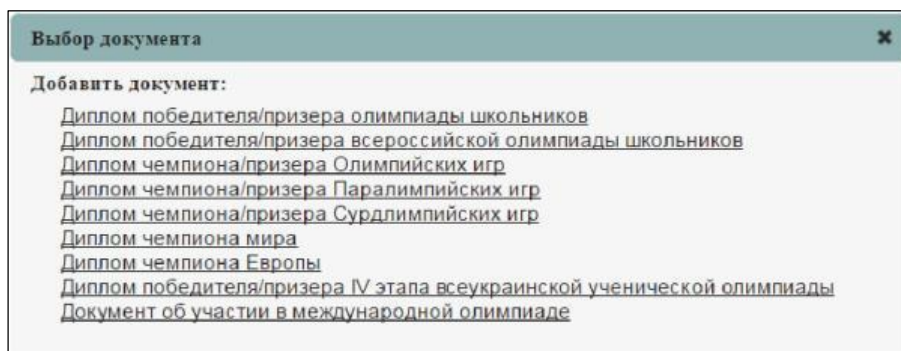 Выбор документа
Добавить документ:
Диплом победителя/призера олимпиады школьников
Диплом победителя/призера всероссийской олимпиады школьников
Диплом чемпиона/призера Олимпийских игр
Диплом чемпиона/призера Паралимпийских игр
Диплом чемпиона/призера Сурдлимпийских игр
Диплом чемпиона мира
Диплом чемпиона Европы
Диплом победителя/призера IV этапа всеукраинской ученической олимпиады
Документ об участии в международной олимпиаде